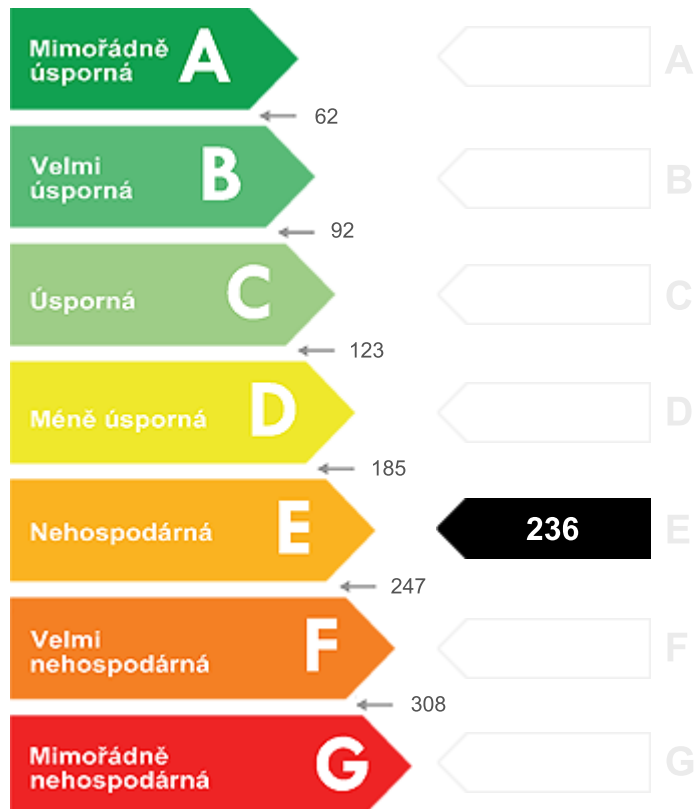 Mimořádně
úsporná
A
A
62
Velmi
úsporná
B
B
92
Úsporná
C
C
123
Méně úsporná
D
D
185
Nehospodárná
E
236
E
247
Velmi
nehospodárná
F
F
308
Mimořádně
nehospodárná
G
G